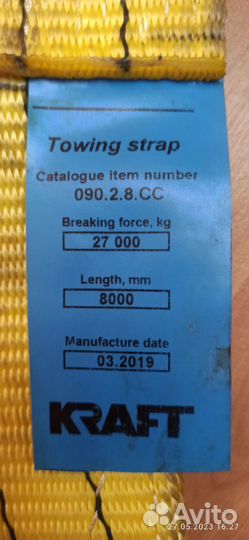 Towing strap
Catalogue item number
090.2.8.CC
Breaking force, kg
27 000
Length, mm
8000
Manufacture date
03.2019
KRAFT
Avito
27.05.2023 16:27